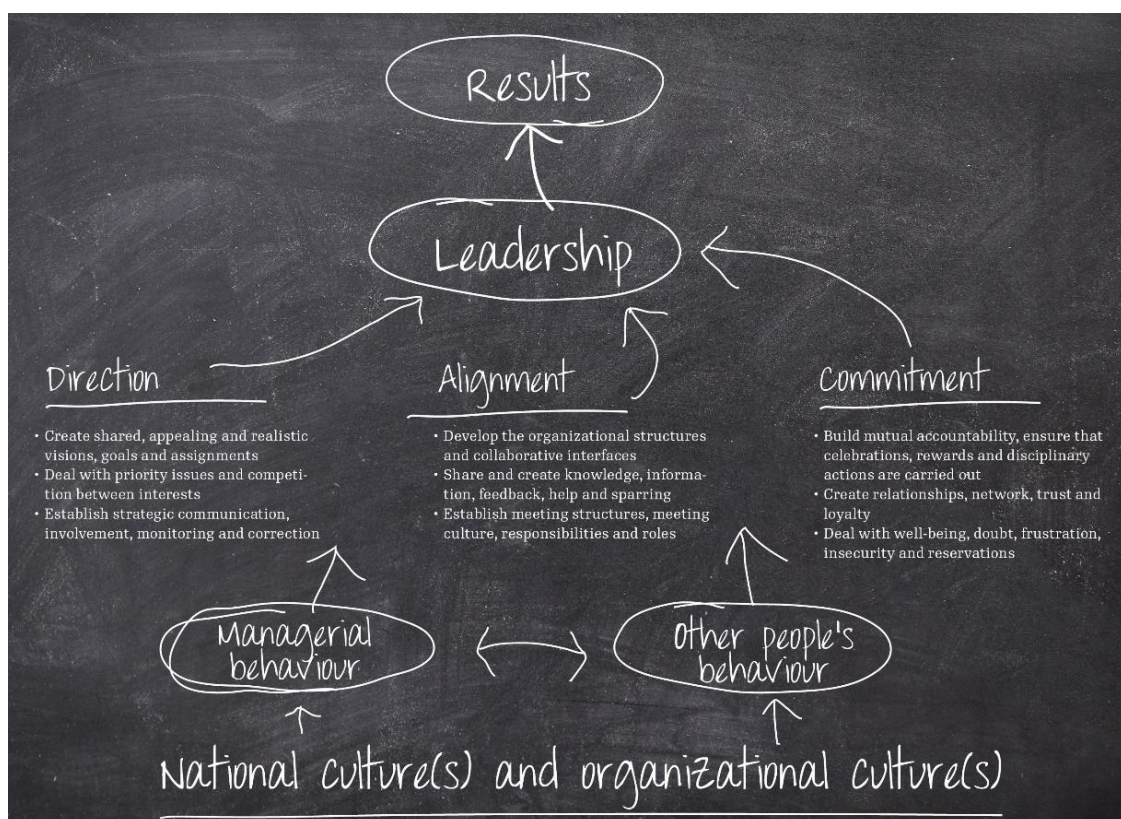 Results
Leadership
Direction
• Create shared, appealing and realistic
visions, goals and assignments
• Deal with priority issues and competi-
tion between interests
• Establish strategic communication,
involvement, monitoring and correction
Alignment
• Develop the organizational structures
and collaborative interfaces
• Share and create knowledge, informa-
tion, feedback, help and sparring
• Establish meeting structures, meeting
culture, responsibilities and roles
Commitment
• Build mutual accountability, ensure that
celebrations, rewards and disciplinary
actions are carried out
• Create relationships, network, trust and
loyalty
• Deal with well-being, doubt, frustration,
insecurity and reservations
Managerial
behaviour
Other people's
behaviour
National culture(s) and organizational culture(s)